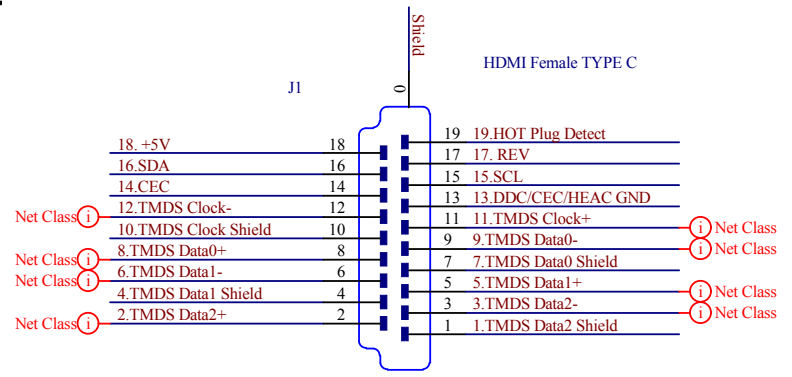 Shield
HDMI Female TYPE C
J1
0
18. +5V 18
16.SDA 16
14.CEC 14
Net Class i 12.TMDS Clock- 12
10.TMDS Clock Shield 10
Net Class i 8.TMDS Data0+ 8
Net Class i 6.TMDS Data1- 6
4.TMDS Data1 Shield 4
Net Class i 2.TMDS Data2+ 2
19 19.HOT Plug Detect
17 17. REV
15 15.SCL
13 13.DDC/CEC/HEAC GND
11 11.TMDS Clock+ i Net Class
9 9.TMDS Data0- i Net Class
7 7.TMDS Data0 Shield
5 5.TMDS Data1+ i Net Class
3 3.TMDS Data2- i Net Class
1 1.TMDS Data2 Shield